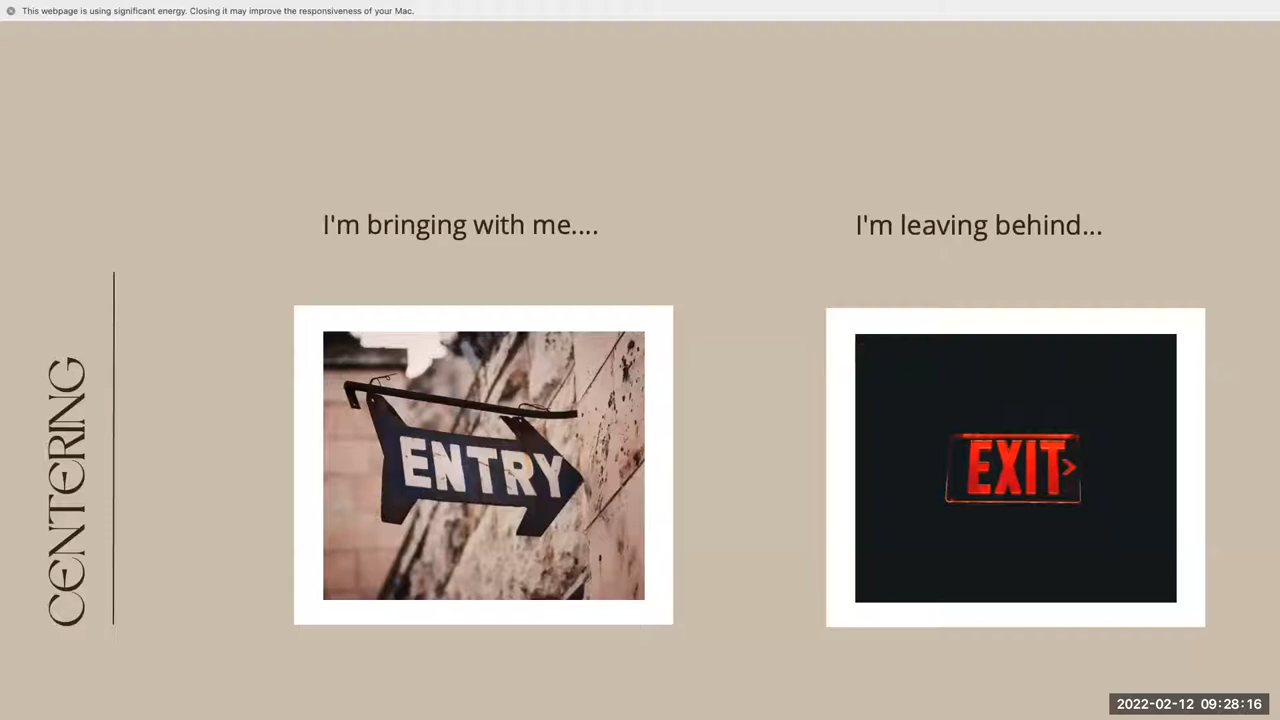 This webpage is using significant energy. Closing it may improve the responsiveness of your Mac.
I'm bringing with me....
I'm leaving behind...
CENTERING
ENTRY
EXIT>
2022-02-12 09:28:16